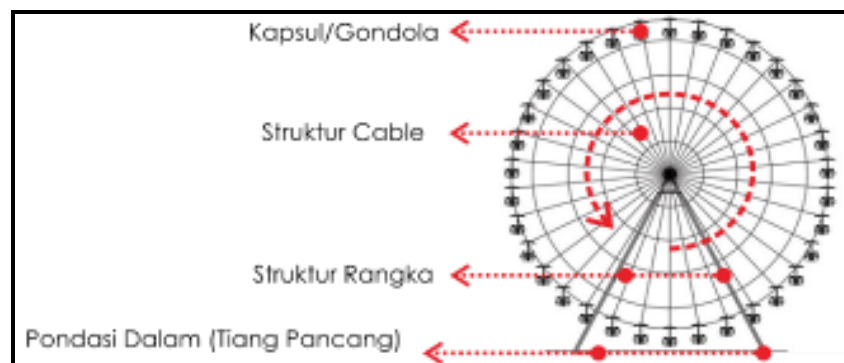 Kapsul/Gondola
Struktur Cable
Struktur Rangka
Pondasi Dalam (Tiang Pancang)